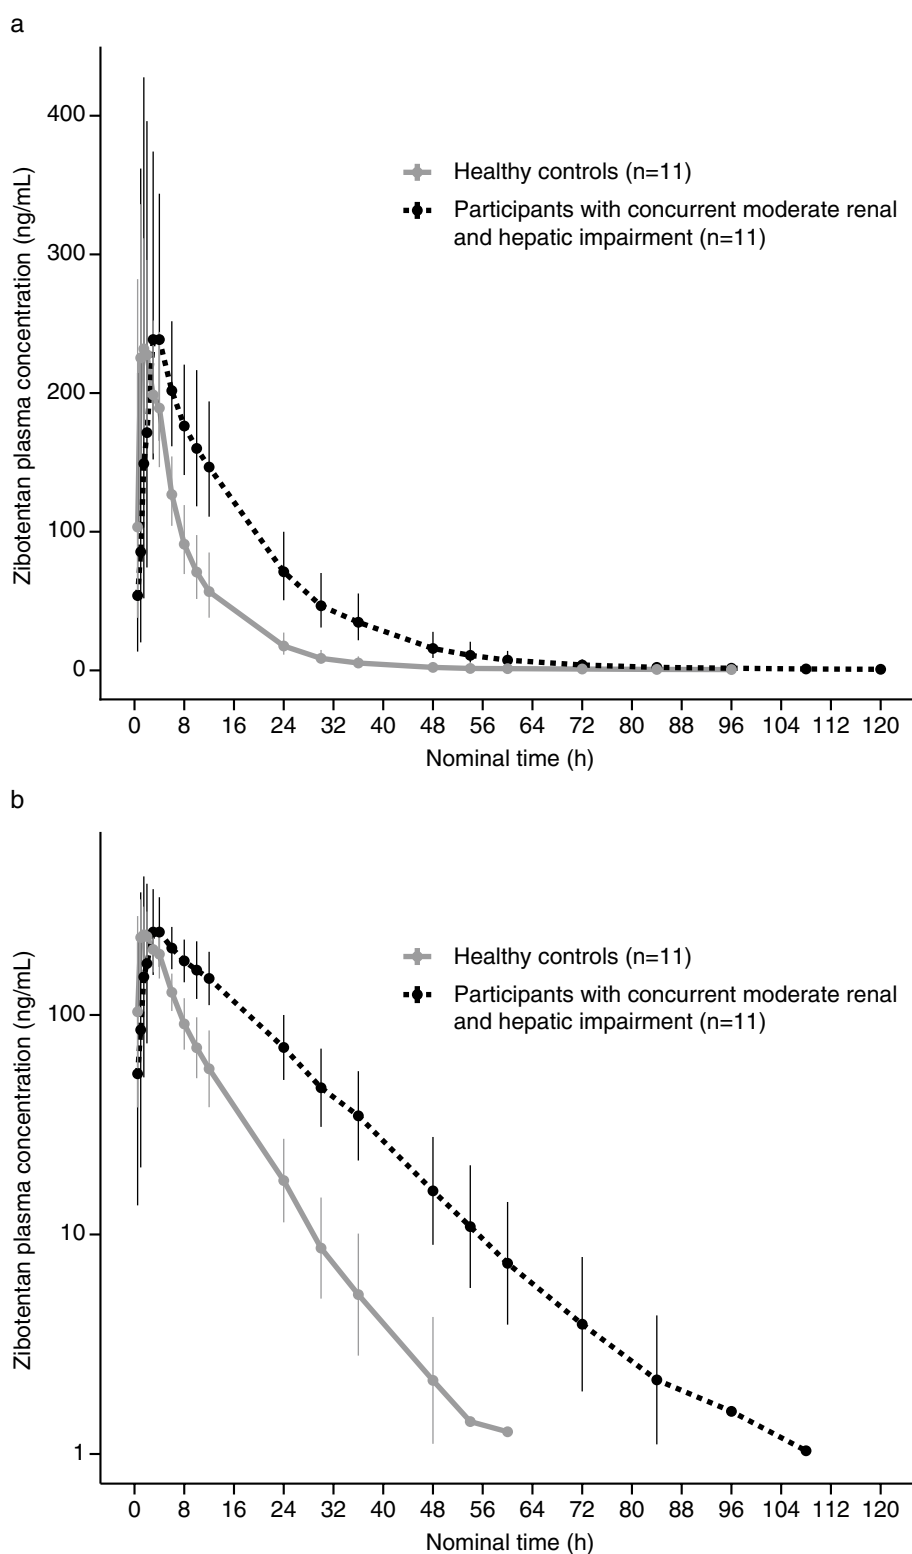 a
Zibotentan plasma concentration (ng/mL)
400
300
200
100
0
Healthy controls (n=11)
Participants with concurrent moderate renal
and hepatic impairment (n=11)
0 8 16 24 32 40 48 56 64 72 80 88 96 104 112 120
Nominal time (h)
b
Zibotentan plasma concentration (ng/mL)
100
10
1
Healthy controls (n=11)
Participants with concurrent moderate renal
and hepatic impairment (n=11)
0 8 16 24 32 40 48 56 64 72 80 88 96 104 112 120
Nominal time (h)